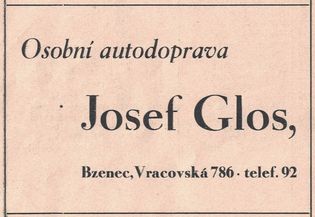 Osobní autodoprava
Josef Glos,
Bzenec, Vracovská 786 · telef. 92